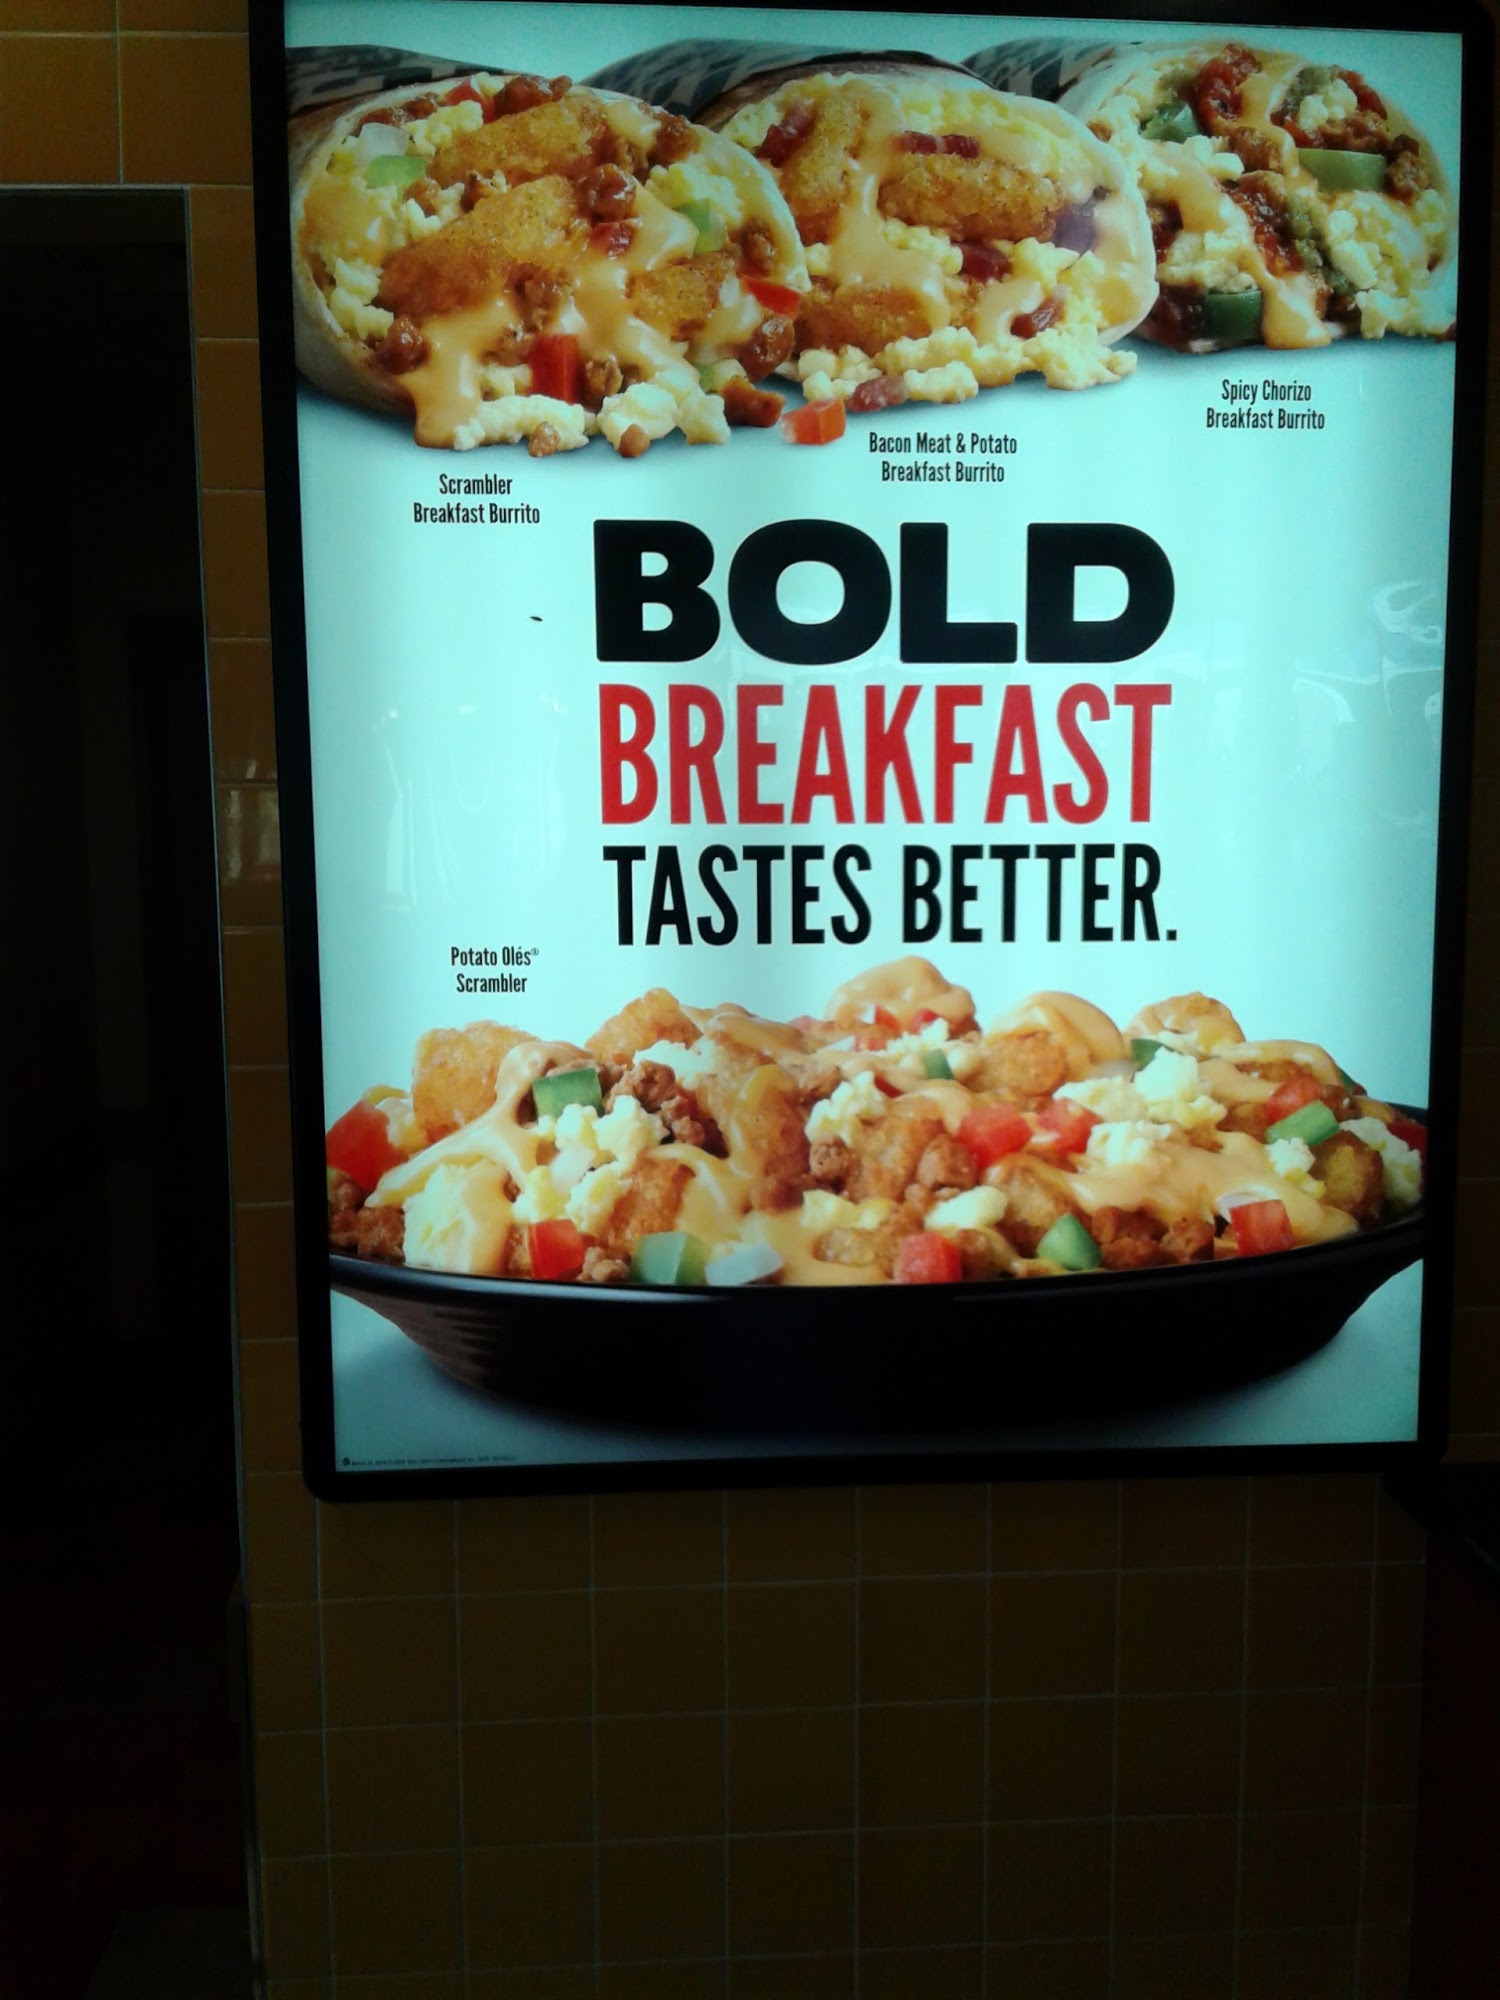 Spicy Chorizo
Breakfast Burrito
Bacon Meat & Potato
Breakfast Burrito
Scrambler
Breakfast Burrito
BOLD
BREAKFAST
TASTES BETTER.
Potato Olés®
Scrambler